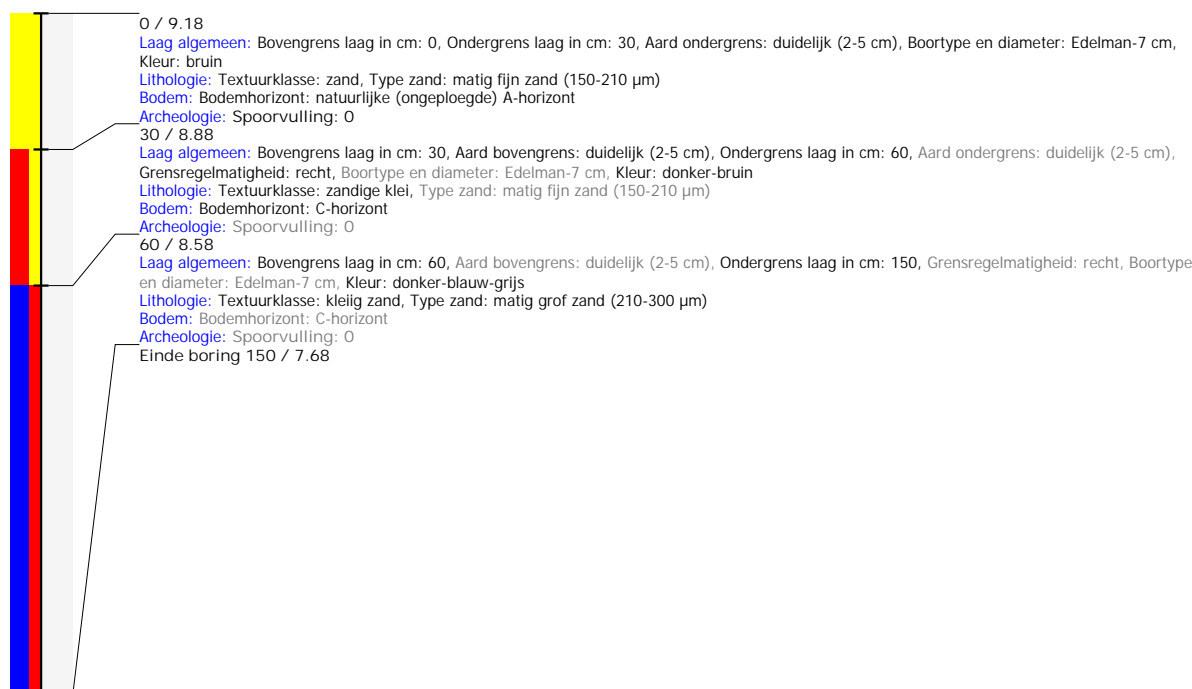 0 / 9.18
Laag algemeen: Bovengrens laag in cm: 0, Ondergrens laag in cm: 30, Aard ondergrens: duidelijk (2-5 cm), Boortype en diameter: Edelman-7 cm,
Kleur: bruin
Lithologie: Textuurklasse: zand, Type zand: matig fijn zand (150-210 µm)
Bodem: Bodemhorizont: natuurlijke (ongeploegde) A-horizont
Archeologie: Spoorvulling: 0
30 / 8.88
Laag algemeen: Bovengrens laag in cm: 30, Aard bovengrens: duidelijk (2-5 cm), Ondergrens laag in cm: 60, Aard ondergrens: duidelijk (2-5 cm),
Grensregelmatigheid: recht, Boortype en diameter: Edelman-7 cm, Kleur: donker-bruin
Lithologie: Textuurklasse: zandige klei, Type zand: matig fijn zand (150-210 µm)
Bodem: Bodemhorizont: C-horizont
Archeologie: Spoorvulling: 0
60 / 8.58
Laag algemeen: Bovengrens laag in cm: 60, Aard bovengrens: duidelijk (2-5 cm), Ondergrens laag in cm: 150, Grensregelmatigheid: recht, Boortype
en diameter: Edelman-7 cm, Kleur: donker-blauw-grijs
Lithologie: Textuurklasse: kleiig zand, Type zand: matig grof zand (210-300 µm)
Bodem: Bodemhorizont: C-horizont
Archeologie: Spoorvulling: 0
Einde boring 150 / 7.68